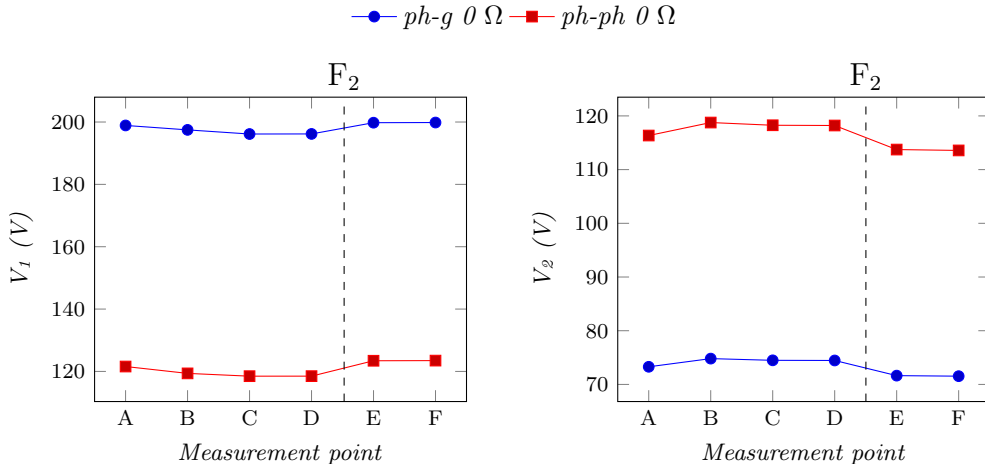 ph-g 0 Ω ph-ph 0 Ω
F2
200
180
160
140
120
V1 (V)
A B C D E F
Measurement point
F2
120
110
100
90
80
70
V2 (V)
A B C D E F
Measurement point